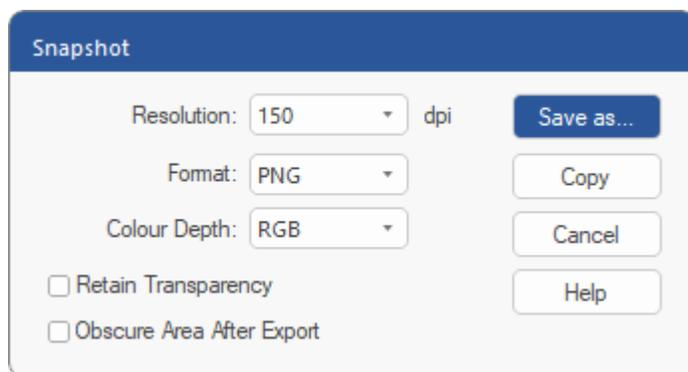 Snapshot
Resolution: 150 dpi Save as...
Format: PNG Copy
Colour Depth: RGB Cancel
Retain Transparency Help
Obscure Area After Export